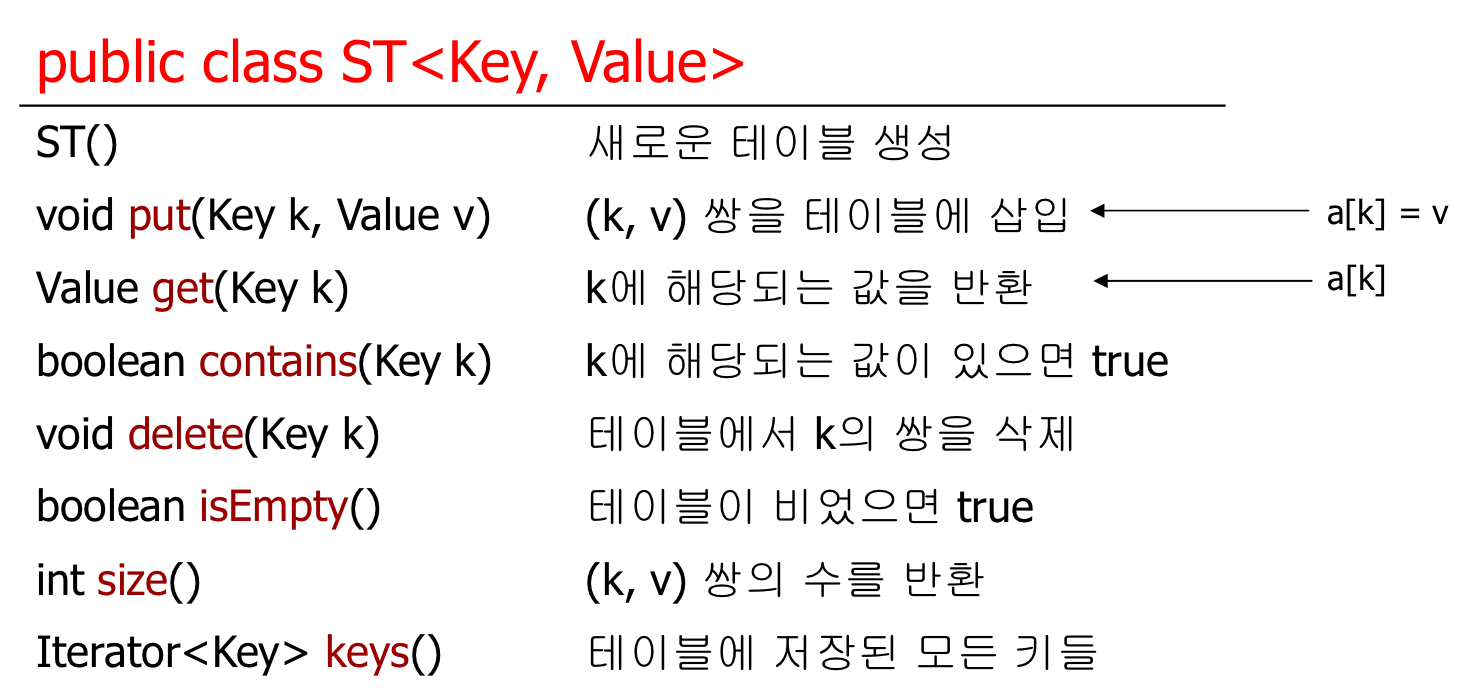 public class ST<Key, Value>
ST() 새로운 테이블 생성
void put(Key k, Value v) (k, v) 쌍을 테이블에 삽입 a[k] = v
Value get(Key k) k에 해당되는 값을 반환 a[k]
boolean contains(Key k) k에 해당되는 값이 있으면 true
void delete(Key k) 테이블에서 k의 쌍을 삭제
boolean isEmpty() 테이블이 비었으면 true
int size() (k, v) 쌍의 수를 반환
Iterator<Key> keys() 테이블에 저장된 모든 키들